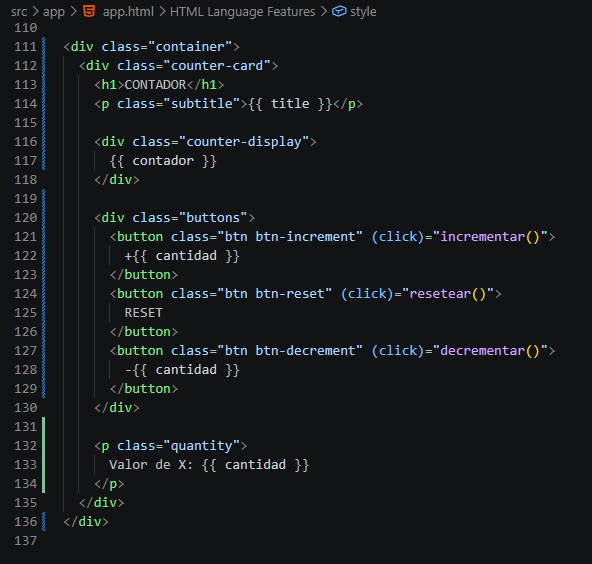 src > app > app.html > HTML Language Features > style
110
111 <div class="container">
112 <div class="counter-card">
113 <h1>CONTADOR</h1>
114 <p class="subtitle">{{ title }}</p>
115
116 <div class="counter-display">
117 {{ contador }}
118 </div>
119
120 <div class="buttons">
121 <button class="btn btn-increment" (click)="incrementar()">
122 +{{ cantidad }}
123 </button>
124 <button class="btn btn-reset" (click)="resetear()">
125 RESET
126 </button>
127 <button class="btn btn-decrement" (click)="decrementar()">
128 -{{ cantidad }}
129 </button>
130 </div>
131
132 <p class="quantity">
133 Valor de X: {{ cantidad }}
134 </p>
135 </div>
136 </div>
137